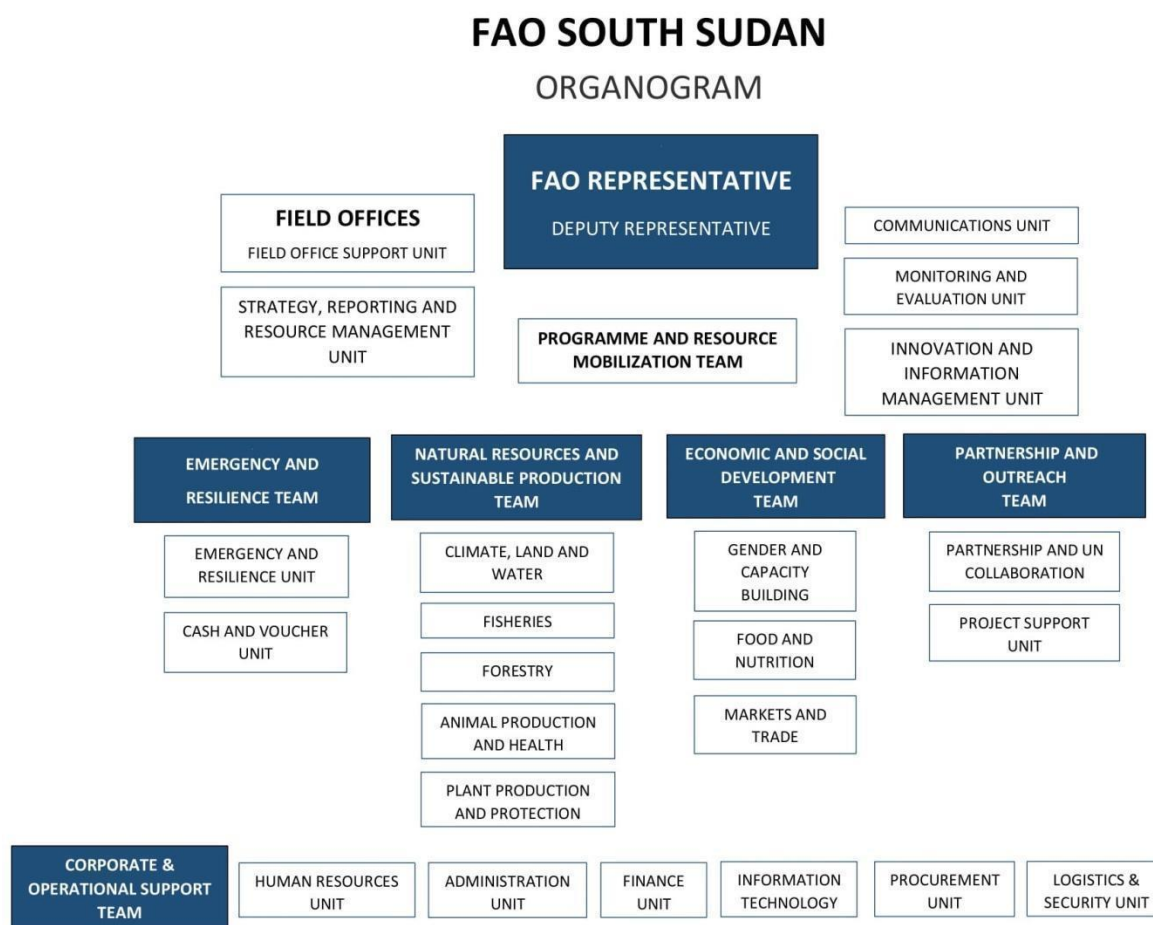 FAO SOUTH SUDAN
ORGANOGRAM
FAO REPRESENTATIVE
DEPUTY REPRESENTATIVE
FIELD OFFICES
FIELD OFFICE SUPPORT UNIT
STRATEGY, REPORTING AND
RESOURCE MANAGEMENT
UNIT
PROGRAMME AND RESOURCE
MOBILIZATION TEAM
COMMUNICATIONS UNIT
MONITORING AND
EVALUATION UNIT
INNOVATION AND
INFORMATION
MANAGEMENT UNIT
EMERGENCY AND
RESILIENCE TEAM
EMERGENCY AND
RESILIENCE UNIT
CASH AND VOUCHER
UNIT
NATURAL RESOURCES AND
SUSTAINABLE PRODUCTION
TEAM
CLIMATE, LAND AND
WATER
FISHERIES
FORESTRY
ANIMAL PRODUCTION
AND HEALTH
PLANT PRODUCTION
AND PROTECTION
ECONOMIC AND SOCIAL
DEVELOPMENT
TEAM
GENDER AND
CAPACITY
BUILDING
FOOD AND
NUTRITION
MARKETS AND
TRADE
PARTNERSHIP AND
OUTREACH
TEAM
PARTNERSHIP AND UN
COLLABORATION
PROJECT SUPPORT
UNIT
CORPORATE &
OPERATIONAL SUPPORT
TEAM
HUMAN RESOURCES
UNIT
ADMINISTRATION
UNIT
FINANCE
UNIT
INFORMATION
TECHNOLOGY
PROCUREMENT
UNIT
LOGISTICS &
SECURITY UNIT